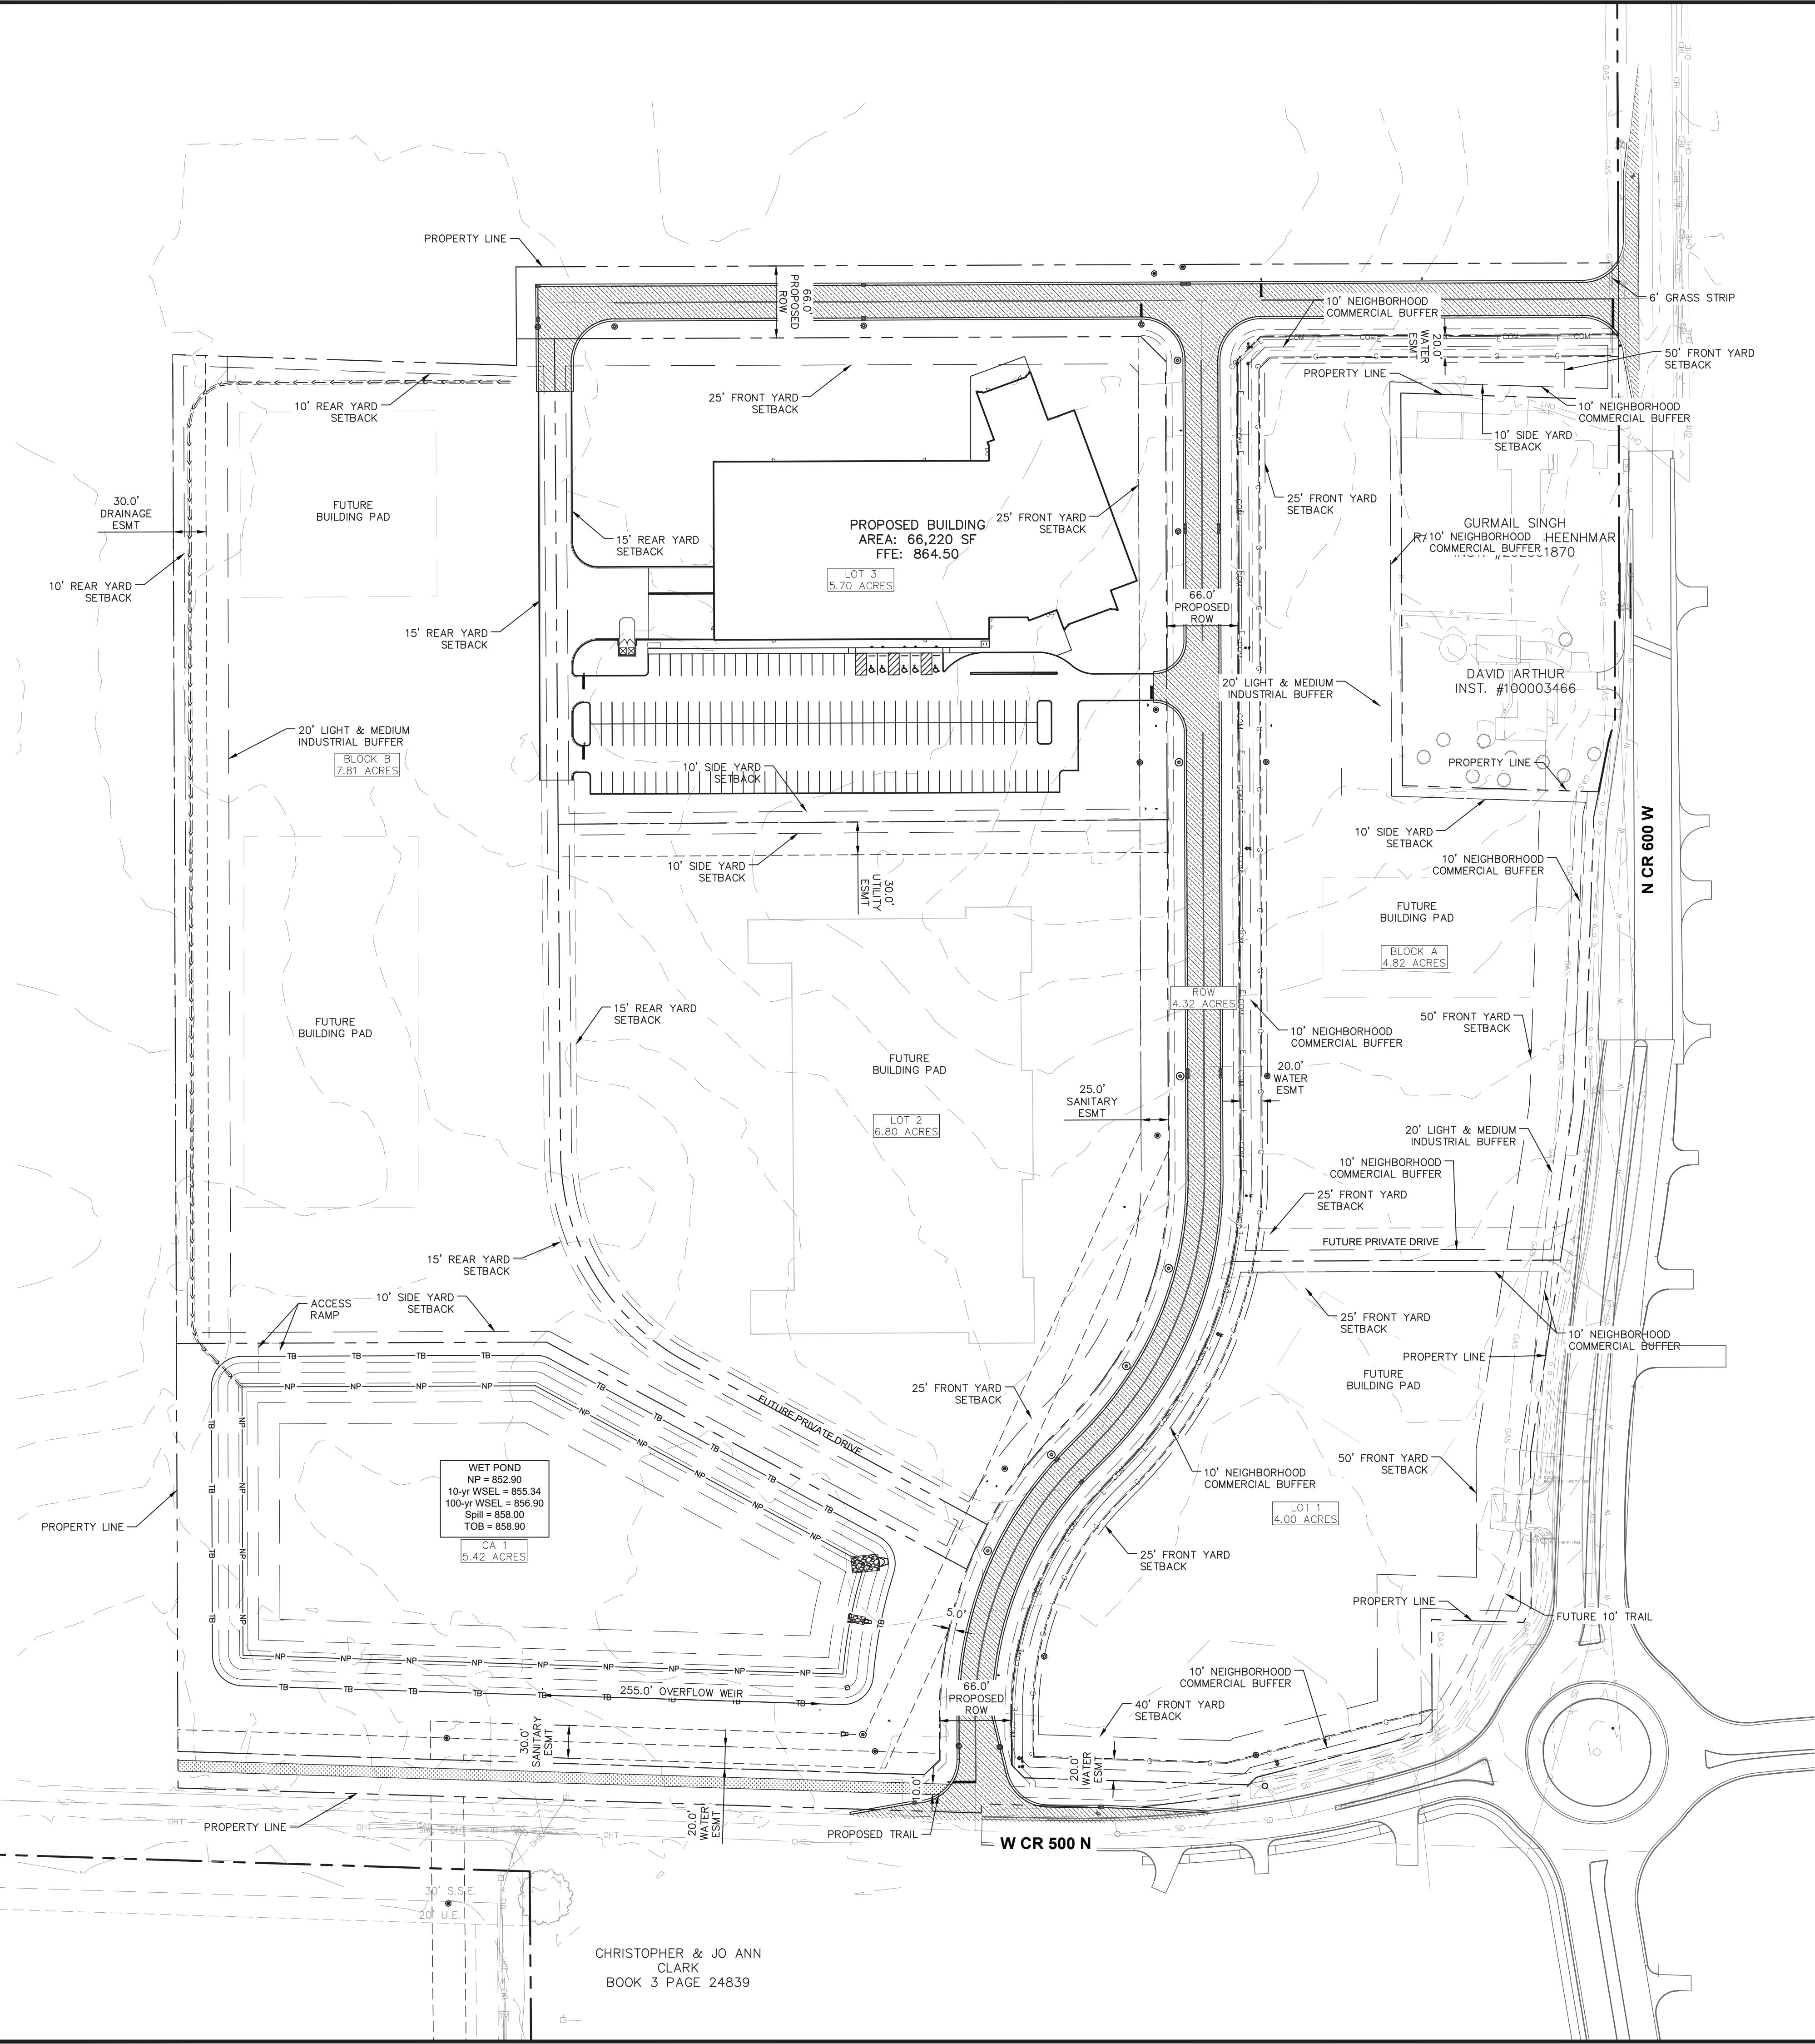 PROPERTY LINE
66.0'
PROPOSED
ROW
10' NEIGHBORHOOD
COMMERCIAL BUFFER
6' GRASS STRIP
20.0'
WATER
ESMT
50' FRONT YARD
SETBACK
PROPERTY LINE
25' FRONT YARD
SETBACK
10' REAR YARD
SETBACK
10' NEIGHBORHOOD
COMMERCIAL BUFFER
10' SIDE YARD
SETBACK
30.0'
DRAINAGE
ESMT
FUTURE
BUILDING PAD
25' FRONT YARD
SETBACK
PROPOSED BUILDING
AREA: 66,220 SF
FFE: 864.50
25' FRONT YARD
SETBACK
GURMAIL SINGH
10' NEIGHBORHOOD
COMMERCIAL BUFFER
15' REAR YARD
SETBACK
LOT 3
5.70 ACRES
10' REAR YARD
SETBACK
66.0'
PROPOSED
ROW
15' REAR YARD
SETBACK
20' LIGHT & MEDIUM
INDUSTRIAL BUFFER
DAVID ARTHUR
INST. #100003466
20' LIGHT & MEDIUM
INDUSTRIAL BUFFER
BLOCK B
7.81 ACRES
10' SIDE YARD
SETBACK
PROPERTY LINE
10' SIDE YARD
SETBACK
10' SIDE YARD
SETBACK
10' NEIGHBORHOOD
COMMERCIAL BUFFER
N CR 600 W
30.0'
UTILITY
ESMT
FUTURE
BUILDING PAD
BLOCK A
4.82 ACRES
ROW
4.32 ACRES
15' REAR YARD
SETBACK
FUTURE
BUILDING PAD
50' FRONT YARD
SETBACK
10' NEIGHBORHOOD
COMMERCIAL BUFFER
FUTURE
BUILDING PAD
20.0'
WATER
ESMT
25.0'
SANITARY
ESMT
LOT 2
6.80 ACRES
20' LIGHT & MEDIUM
INDUSTRIAL BUFFER
10' NEIGHBORHOOD
COMMERCIAL BUFFER
25' FRONT YARD
SETBACK
FUTURE PRIVATE DRIVE
15' REAR YARD
SETBACK
ACCESS
RAMP
10' SIDE YARD
SETBACK
25' FRONT YARD
SETBACK
10' NEIGHBORHOOD
COMMERCIAL BUFFER
PROPERTY LINE
FUTURE
BUILDING PAD
25' FRONT YARD
SETBACK
FUTURE PRIVATE DRIVE
50' FRONT YARD
SETBACK
WET POND
NP = 852.90
10-yr WSEL = 855.34
100-yr WSEL = 856.90
Spill = 858.00
TOB = 858.90
10' NEIGHBORHOOD
COMMERCIAL BUFFER
LOT 1
4.00 ACRES
PROPERTY LINE
CA 1
5.42 ACRES
25' FRONT YARD
SETBACK
PROPERTY LINE
FUTURE 10' TRAIL
5.0'
10' NEIGHBORHOOD
COMMERCIAL BUFFER
255.0' OVERFLOW WEIR
66.0'
PROPOSED
ROW
40' FRONT YARD
SETBACK
30.0'
SANITARY
ESMT
20.0'
WATER
ESMT
10.0'
20.0'
WATER
ESMT
PROPERTY LINE
PROPOSED TRAIL
W CR 500 N
30' S.S.E.
20' U.E.
CHRISTOPHER & JO ANN
CLARK
BOOK 3 PAGE 24839